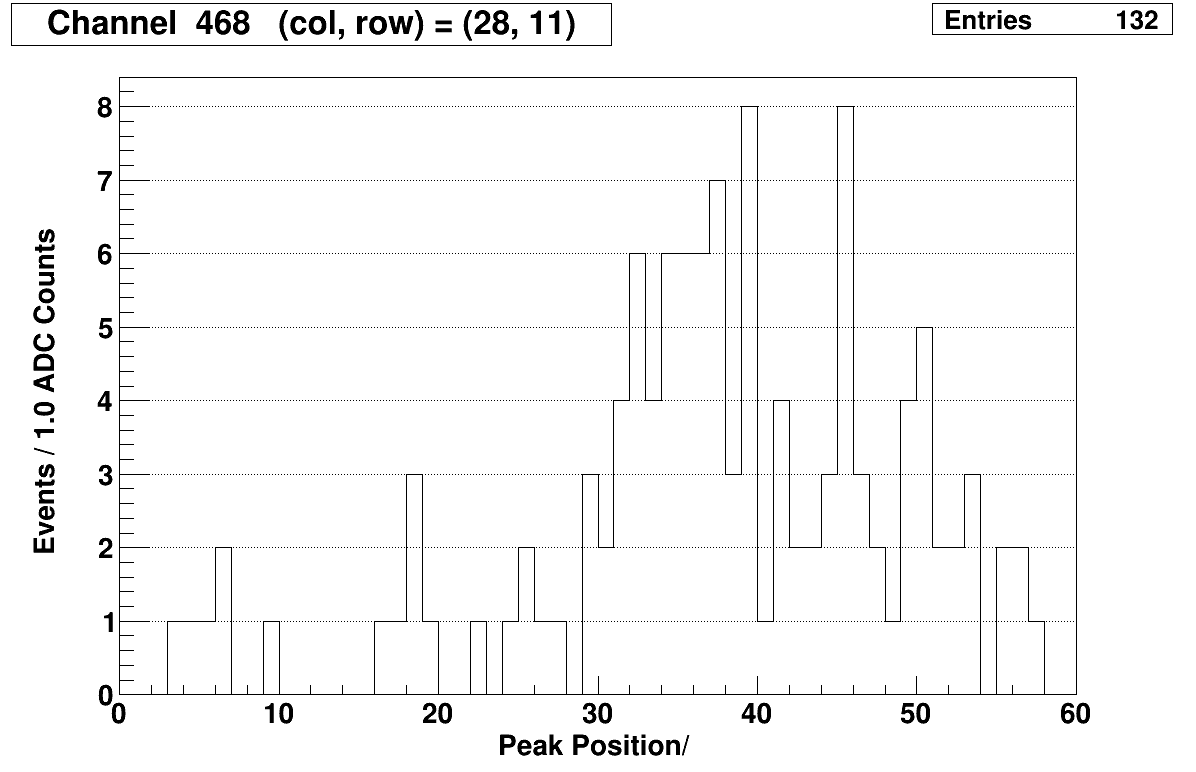 Channel 468 (col, row) = (28, 11)
Entries 132
Events / 1.0 ADC Counts
8
7
6
5
4
3
2
1
0
0 10 20 30 40 50 60
Peak Position/